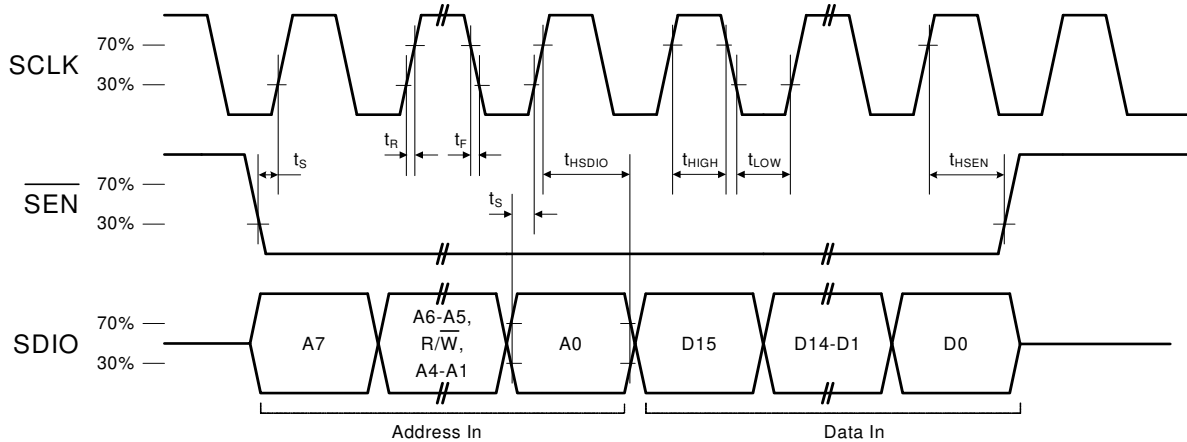 SCLK
70%
30%
tR
tF
tS
tHSDIO
tHIGH
tLOW
tHSEN
SEN
70%
30%
tS
SDIO
70%
30%
A7
A6-A5,
R/W,
A4-A1
A0
D15
D14-D1
D0
Address In
Data In